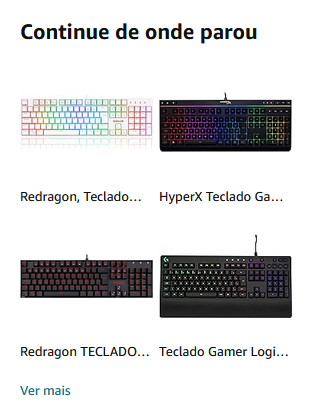 Continue de onde parou
Redragon, Teclado…
HyperX Teclado Ga…
Redragon TECLADO…
Teclado Gamer Logi…
Ver mais